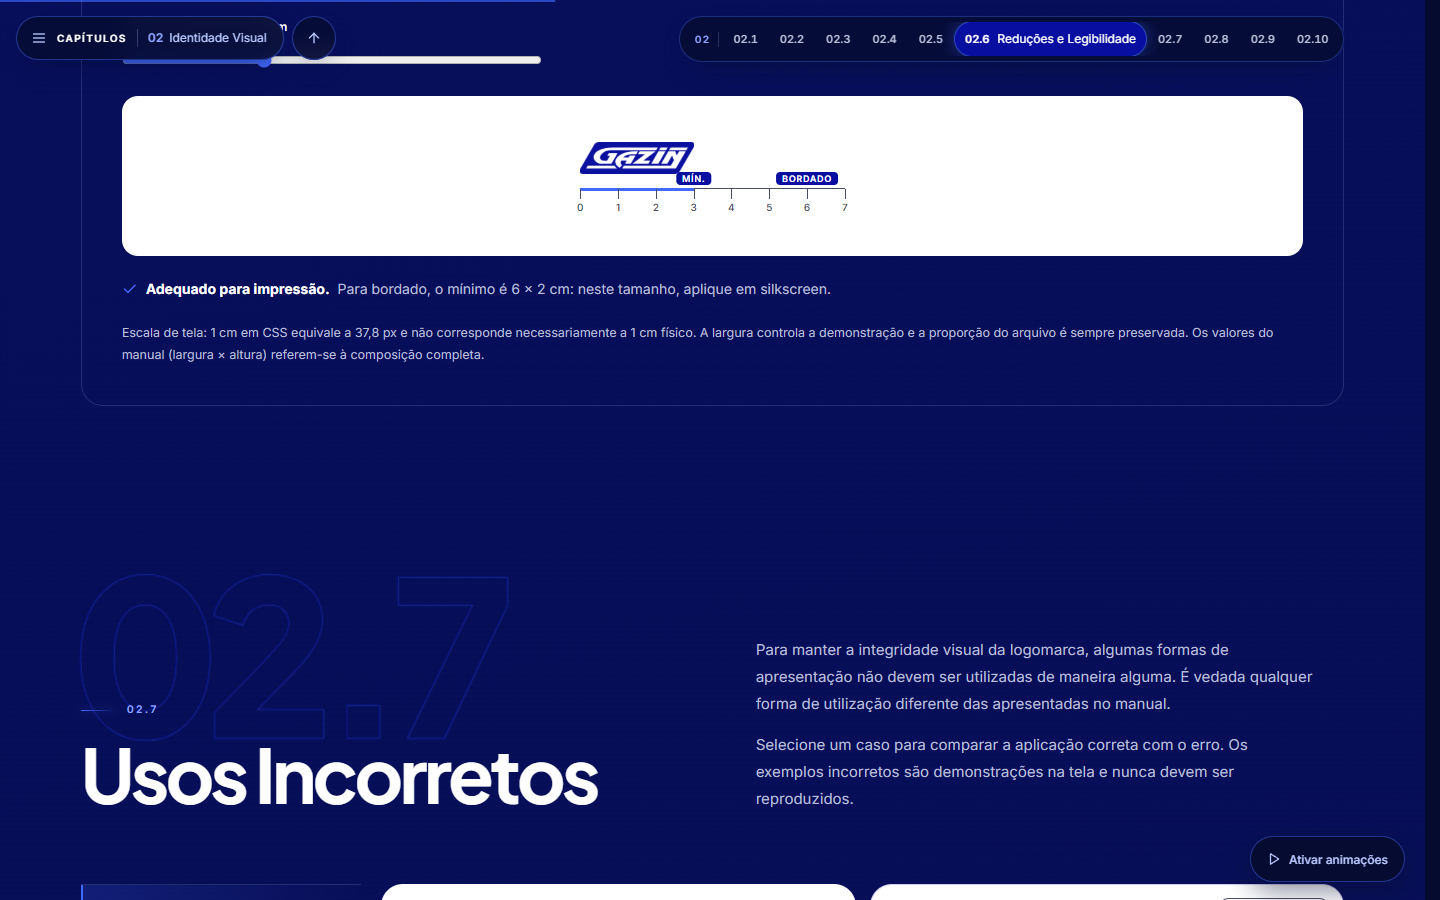 CAPÍTULOS 02 Identidade Visual
02 02.1 02.2 02.3 02.4 02.5 02.6 Reduções e Legibilidade 02.7 02.8 02.9 02.10
GAZIN
MÍN. BORDADO
0 1 2 3 4 5 6 7
Adequado para impressão. Para bordado, o mínimo é 6 × 2 cm: neste tamanho, aplique em silkscreen.
Escala de tela: 1 cm em CSS equivale a 37,8 px e não corresponde necessariamente a 1 cm físico. A largura controla a demonstração e a proporção do arquivo é sempre preservada. Os valores do
manual (largura × altura) referem-se à composição completa.
02.7
02.7
Usos Incorretos
Para manter a integridade visual da logomarca, algumas formas de
apresentação não devem ser utilizadas de maneira alguma. É vedada qualquer
forma de utilização diferente das apresentadas no manual.
Selecione um caso para comparar a aplicação correta com o erro. Os
exemplos incorretos são demonstrações na tela e nunca devem ser
reproduzidos.
Ativar animações